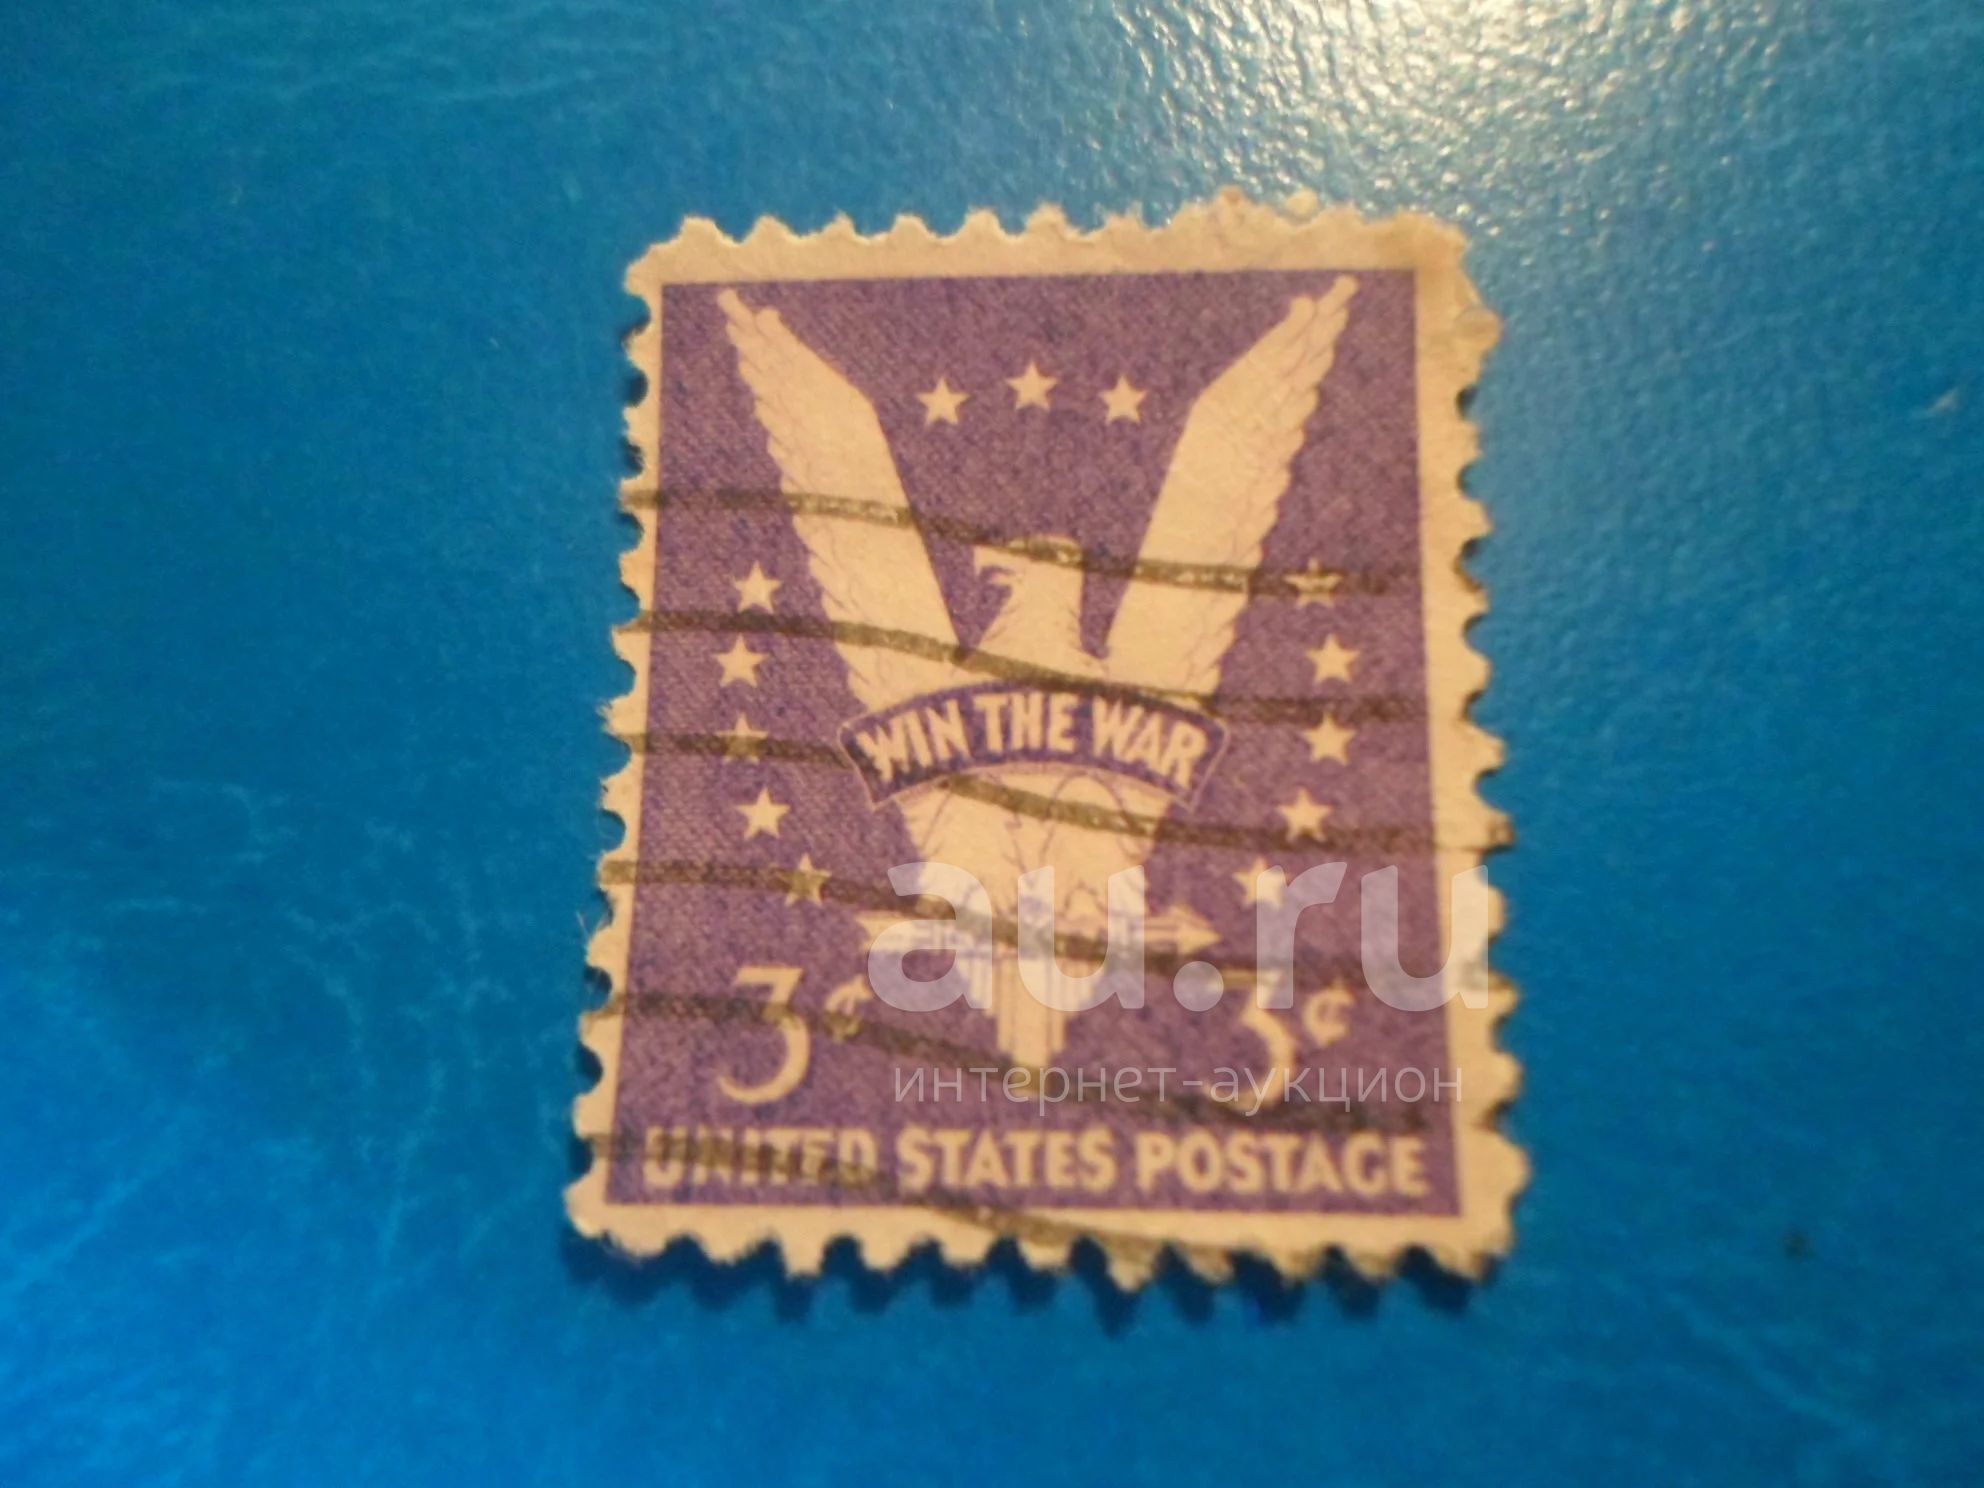 WIN THE WAR
au.ru
3¢ 3¢
интернет-аукцион
UNITED STATES POSTAGE